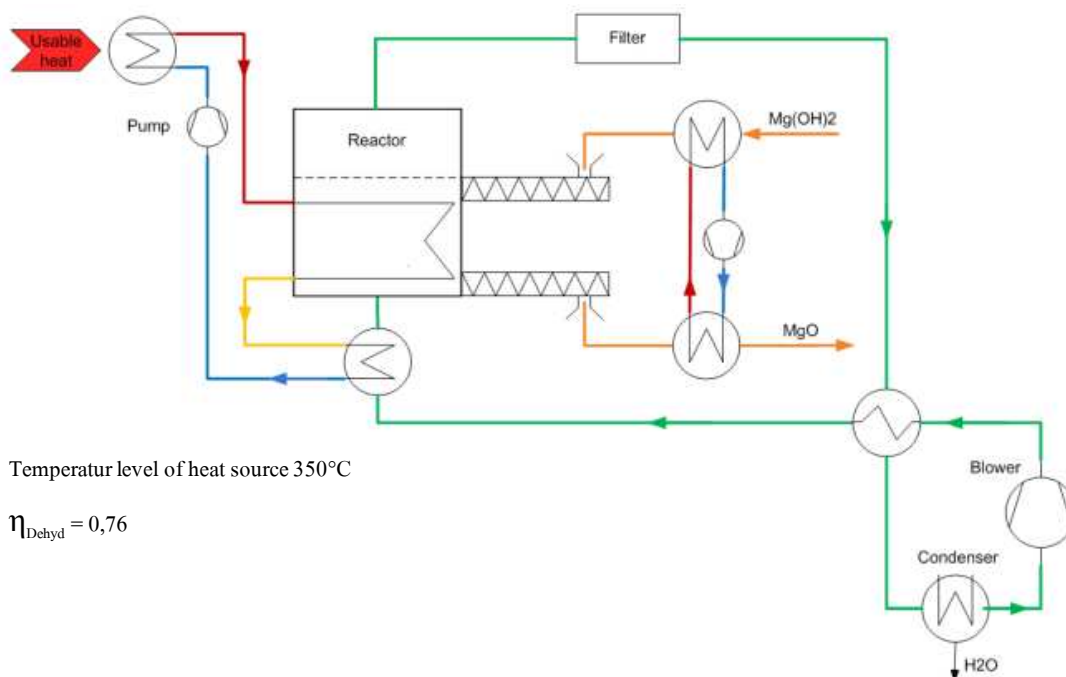 Usable
heat
Pump
Reactor
Filter
Mg(OH)2
MgO
Temperatur level of heat source 350°C
ηDehyd = 0,76
Blower
Condenser
H2O